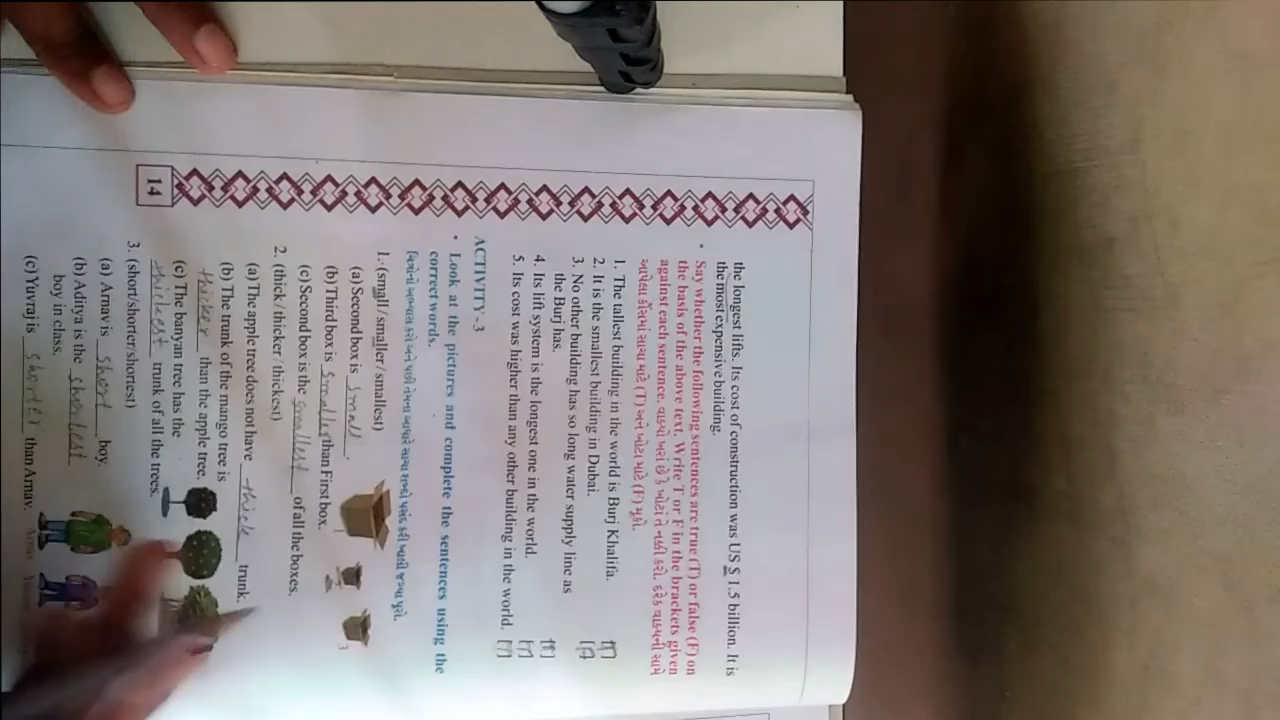 the longest lifts. Its cost of construction was US $ 1.5 billion. It is
the most expensive building.
• Say whether the following sentences are true (T) or false (F) on
the basis of the above text. Write T or F in the brackets given
against each sentence. વાક્યો ખરાં છે કે ખોટાં તે નક્કી કરો. દરેક વાક્યની સામે
આપેલા કૌંસમાં સાચા માટે (T) અને ખોટા માટે (F) મૂકો.
1. The tallest building in the world is Burj Khalifa. [T]
2. It is the smallest building in Dubai.
3. No other building has so long water supply line as
the Burj has.
4. Its lift system is the longest one in the world.
5. Its cost was higher than any other building in the world.
ACTIVITY-3
• Look at the pictures and complete the sentences using the
correct words.
1. (small / smaller / smallest)
(a) Second box is small.
(b) Third box is smaller than First box.
(c) Second box is the smallest of all the boxes.
3
2. (thick / thicker / thickest)
(a) The apple tree does not have thick trunk.
(b) The trunk of the mango tree is
thicker than the apple tree.
(c) The banyan tree has the
thickest trunk of all the trees.
3. (short/shorter/shortest)
(a) Arnav is short boy.
(b) Aditya is the shortest
boy in class.
(c) Yuvraj is shorter than Arnav.
14